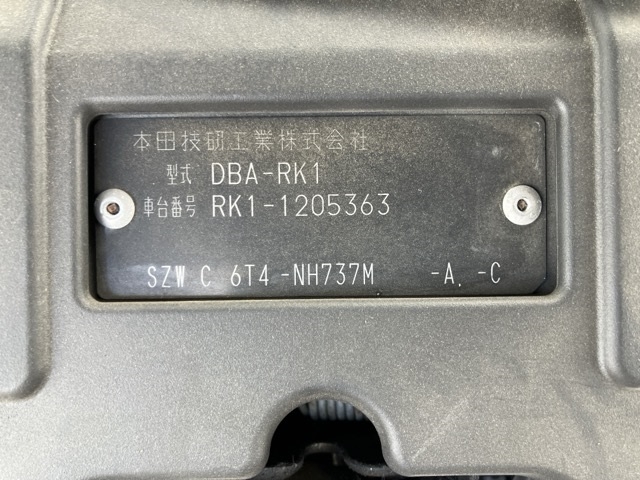 本田技研工業株式会社
型式 DBA-RK1
車台番号 RK1-1205363
SZW C 6T4 -NH737M -A. -C